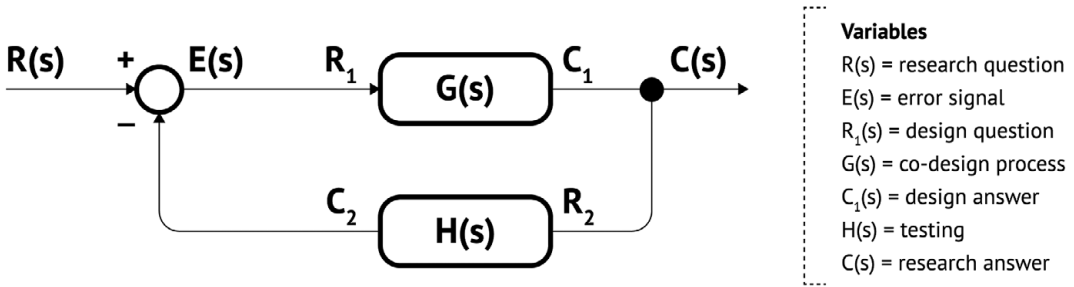 R(s) + E(s) R₁ G(s) C₁ C(s)
−
C₂ H(s) R₂
Variables
R(s) = research question
E(s) = error signal
R₁(s) = design question
G(s) = co-design process
C₁(s) = design answer
H(s) = testing
C(s) = research answer